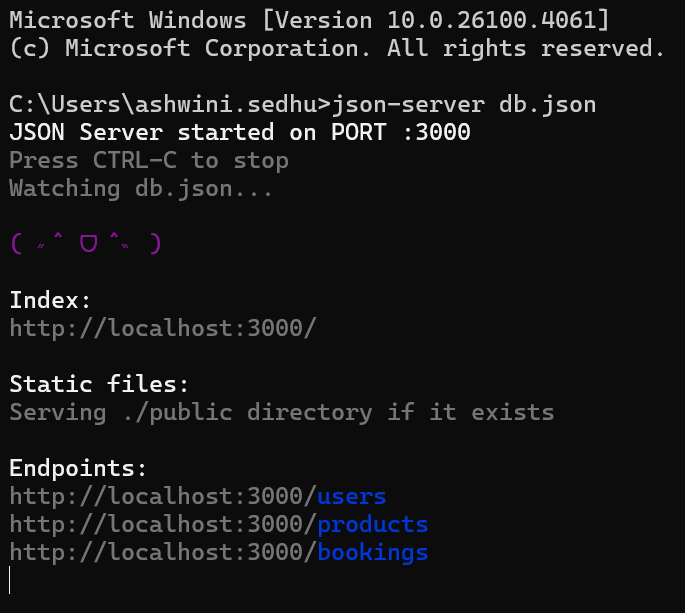 Microsoft Windows [Version 10.0.26100.4061]
(c) Microsoft Corporation. All rights reserved.
C:\Users\ashwini.sedhu>json-server db.json
JSON Server started on PORT :3000
Press CTRL-C to stop
Watching db.json...
( ˶ˆ ᗜ ˆ˵ )
Index:
http://localhost:3000/
Static files:
Serving ./public directory if it exists
Endpoints:
http://localhost:3000/users
http://localhost:3000/products
http://localhost:3000/bookings